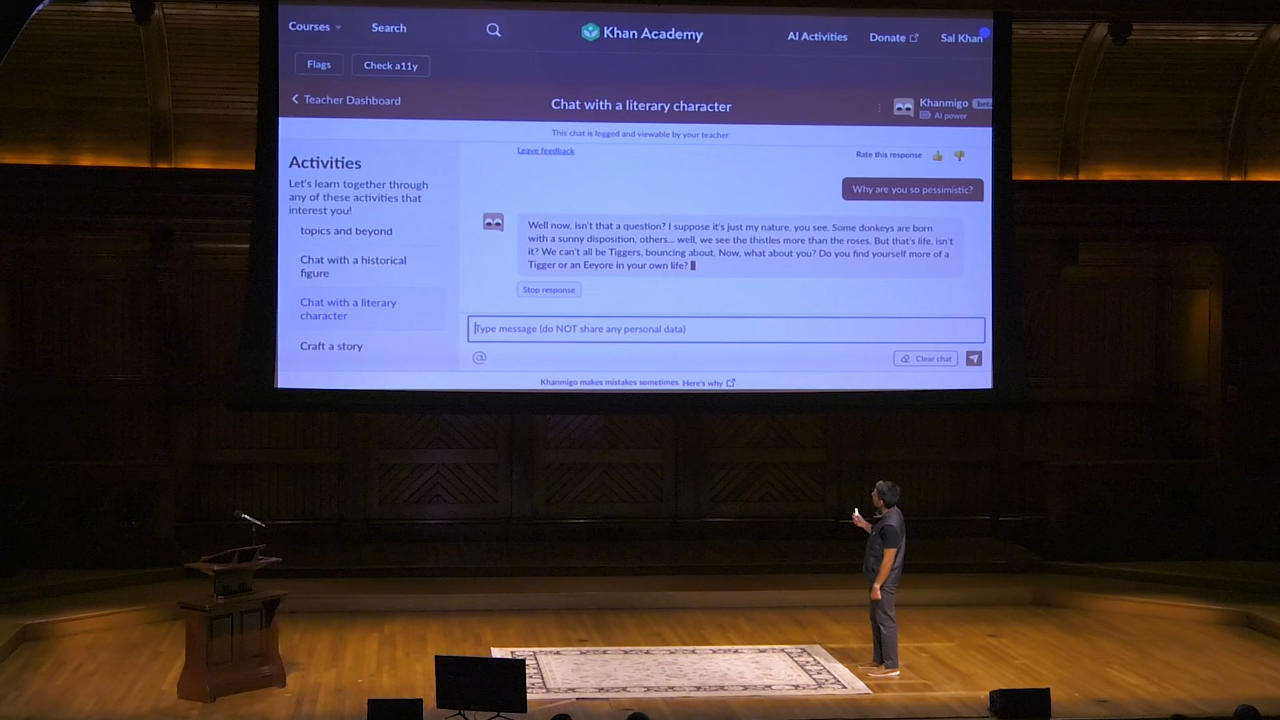 Courses
Search
Khan Academy
AI Activities
Donate
Sal Khan
Flags
Check a11y
Teacher Dashboard
Chat with a literary character
Khanmigo beta
AI power
This chat is logged and viewable by your teacher
Activities
Let's learn together through
any of these activities that
interest you!
topics and beyond
Chat with a historical
figure
Chat with a literary
character
Craft a story
Leave feedback
Rate this response
Why are you so pessimistic?
Well now, isn't that a question? I suppose it's just my nature, you see. Some donkeys are born
with a sunny disposition, others... well, we see the thistles more than the roses. But that's life, isn't
it? We can't all be Tiggers, bouncing about. Now, what about you? Do you find yourself more of a
Tigger or an Eeyore in your own life?
Stop response
Type message (do NOT share any personal data)
@
Clear chat
Khanmigo makes mistakes sometimes. Here's why